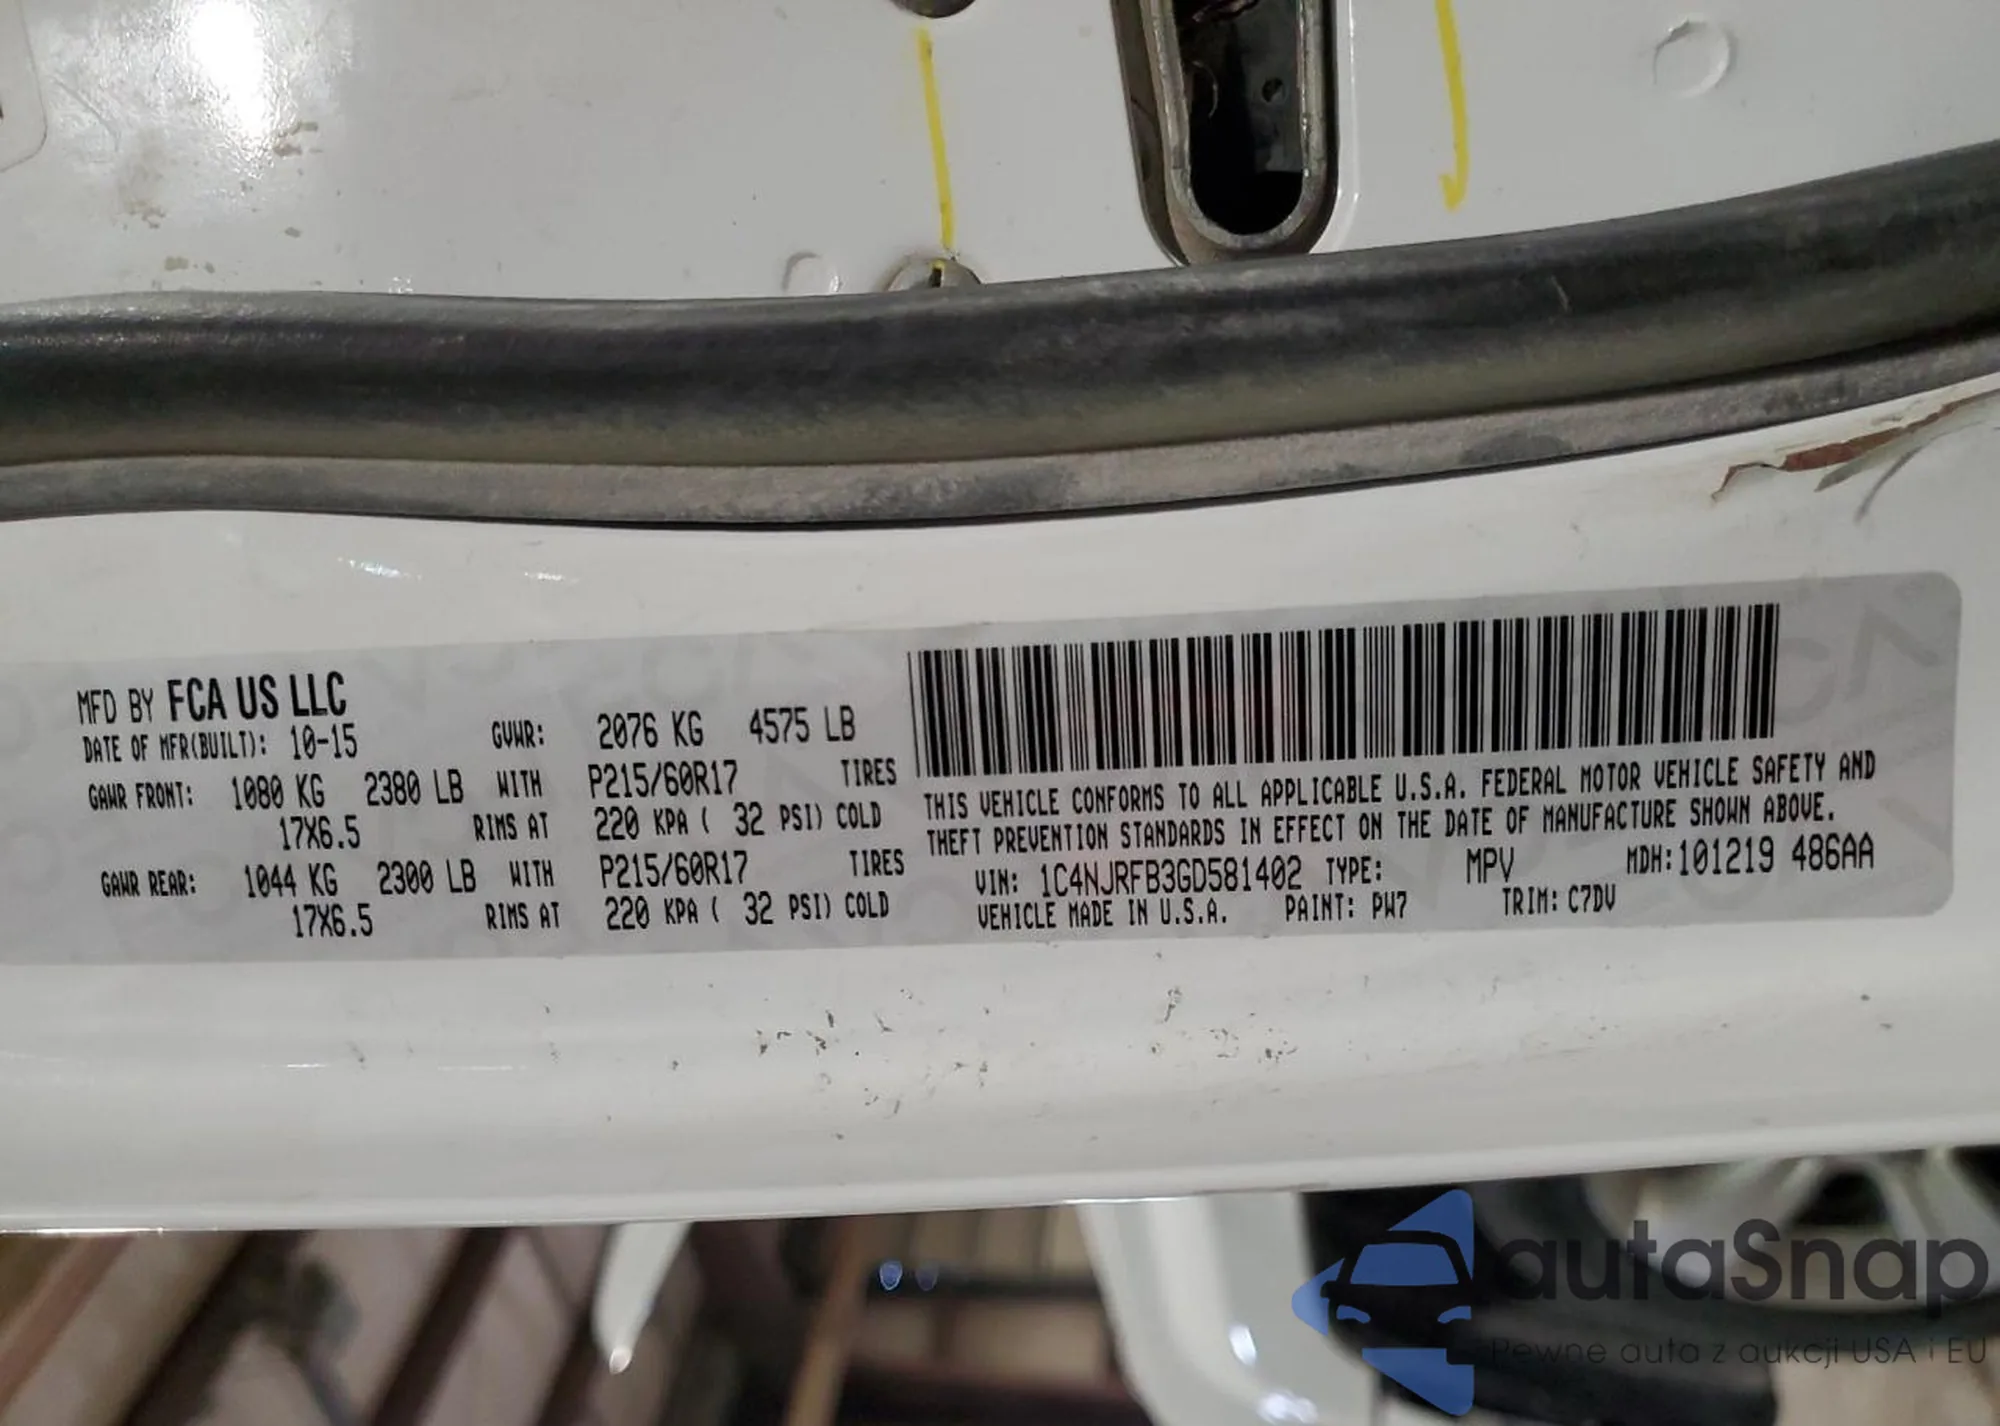 MFD BY FCA US LLC
DATE OF MFR(BUILT): 10-15 GVWR: 2076 KG 4575 LB
GAWR FRONT: 1080 KG 2380 LB WITH P215/60R17 TIRES
17X6.5 RIMS AT 220 KPA ( 32 PSI) COLD
GAWR REAR: 1044 KG 2300 LB WITH P215/60R17 TIRES
17X6.5 RIMS AT 220 KPA ( 32 PSI) COLD
THIS VEHICLE CONFORMS TO ALL APPLICABLE U.S.A. FEDERAL MOTOR VEHICLE SAFETY AND
THEFT PREVENTION STANDARDS IN EFFECT ON THE DATE OF MANUFACTURE SHOWN ABOVE.
VIN: 1C4NJRFB3GD581402 TYPE: MPV MDH:101219 486AA
VEHICLE MADE IN U.S.A. PAINT: PW7 TRIM: C7DV
autaSnap
Pewne auta z aukcji USA i EU